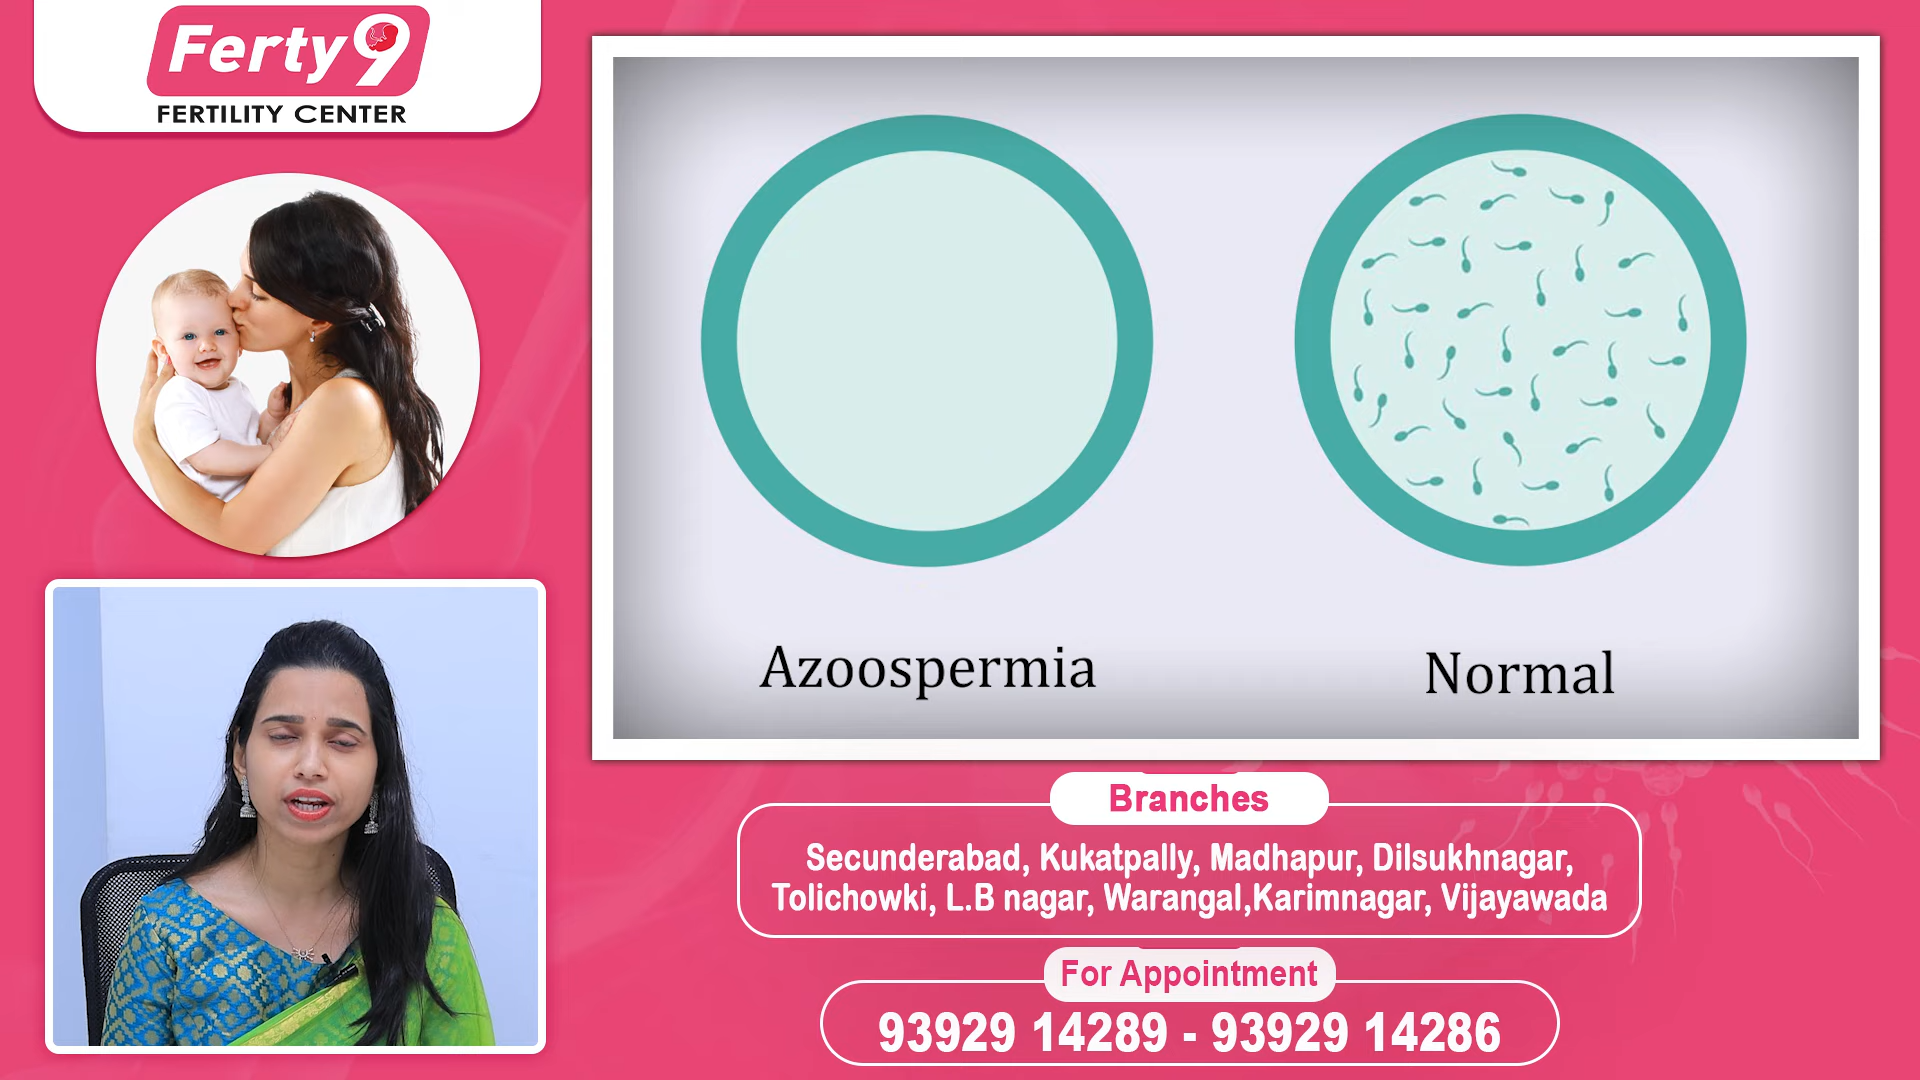 Ferty9
FERTILITY CENTER
Azoospermia
Normal
Branches
Secunderabad, Kukatpally, Madhapur, Dilsukhnagar,
Tolichowki, L.B nagar, Warangal,Karimnagar, Vijayawada
For Appointment
93929 14289 - 93929 14286